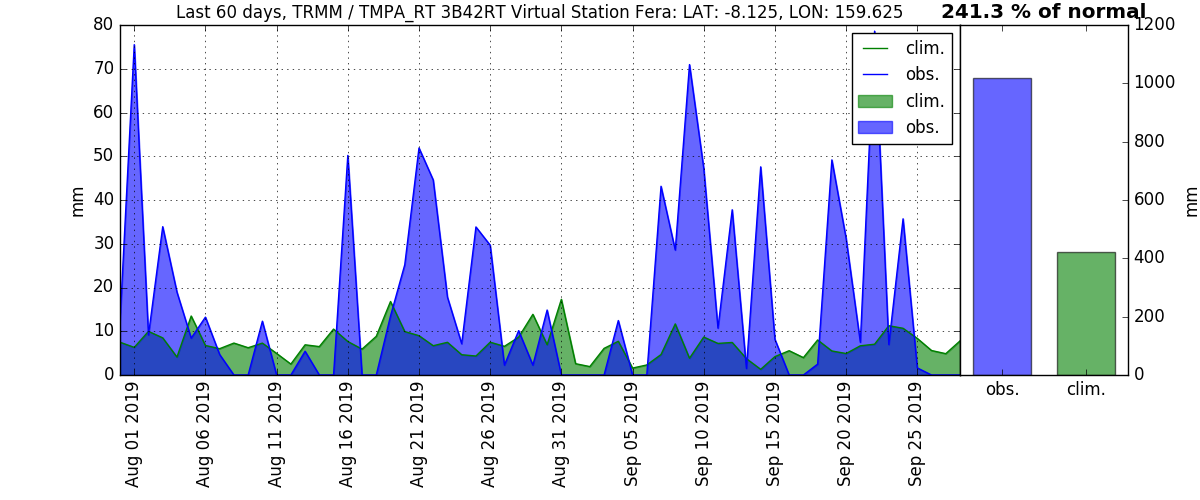 Last 60 days, TRMM / TMPA_RT 3B42RT Virtual Station Fera: LAT: -8.125, LON: 159.625
241.3 % of normal
80
70
60
50
40
30
20
10
0
mm
clim.
obs.
clim.
obs.
1200
1000
800
600
400
200
0
mm
Aug 01 2019
Aug 06 2019
Aug 11 2019
Aug 16 2019
Aug 21 2019
Aug 26 2019
Aug 31 2019
Sep 05 2019
Sep 10 2019
Sep 15 2019
Sep 20 2019
Sep 25 2019
obs.
clim.